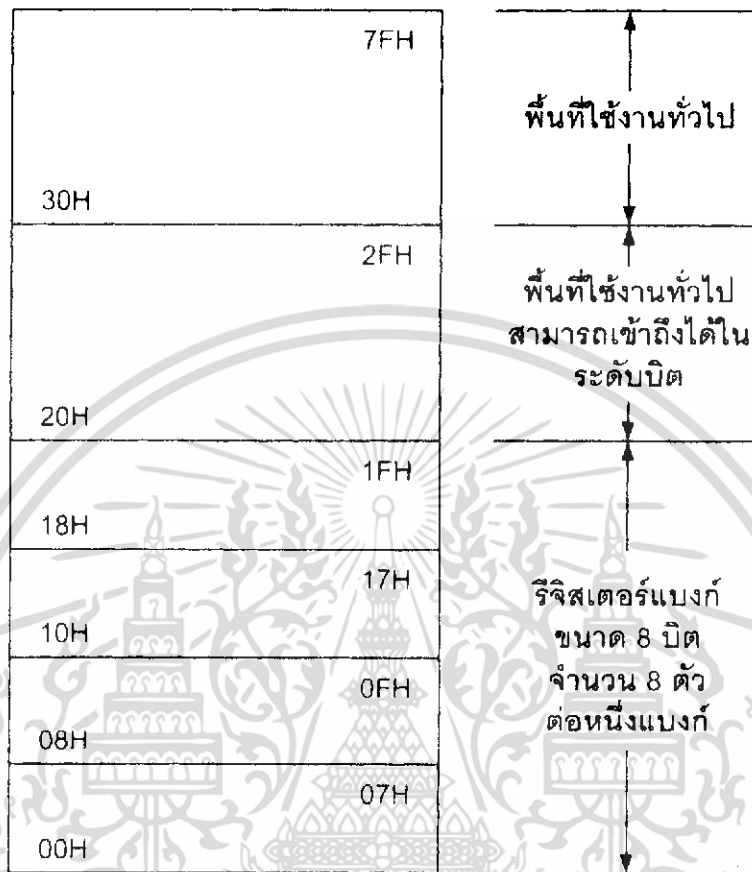 7FH
พื้นที่ใช้งานทั่วไป
30H
2FH
พื้นที่ใช้งานทั่วไป
สามารถเข้าถึงได้ใน
ระดับบิต
20H
1FH
18H
17H
10H
รีจิสเตอร์แบงก์
ขนาด 8 บิต
จำนวน 8 ตัว
ต่อหนึ่งแบงก์
0FH
08H
07H
00H